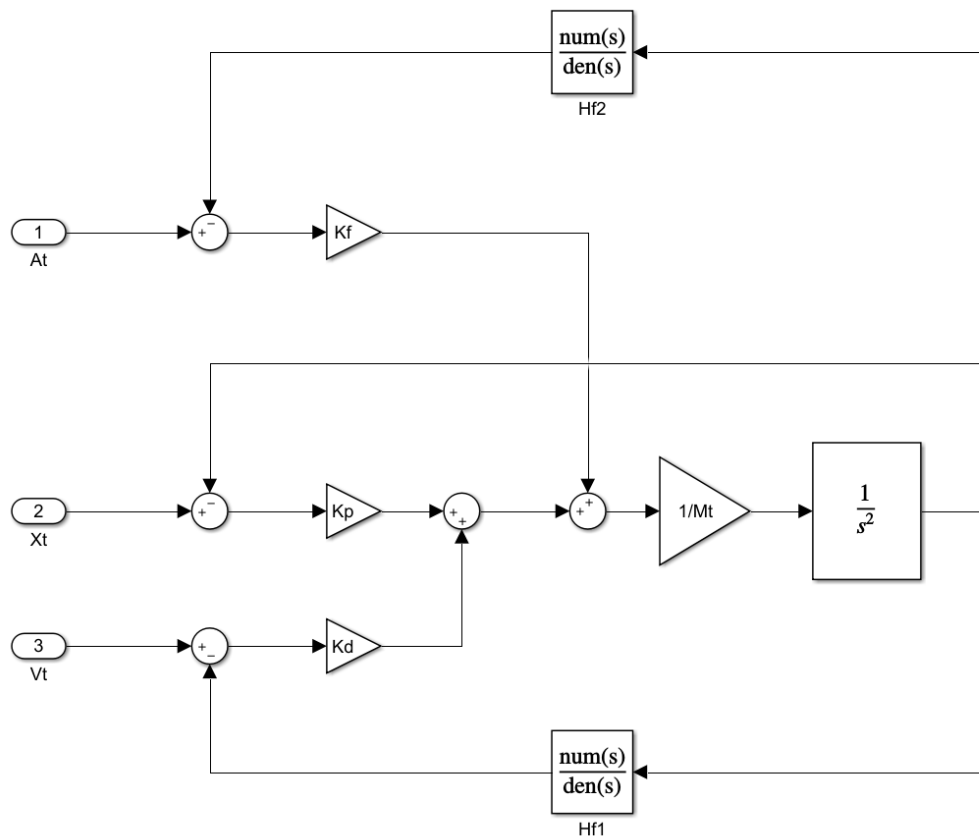 num(s)
den(s)
Hf2
1
At
+ −
Kf
2
Xt
+ −
Kp
+ +
+ +
1/Mt
1
s²
3
Vt
+ −
Kd
num(s)
den(s)
Hf1